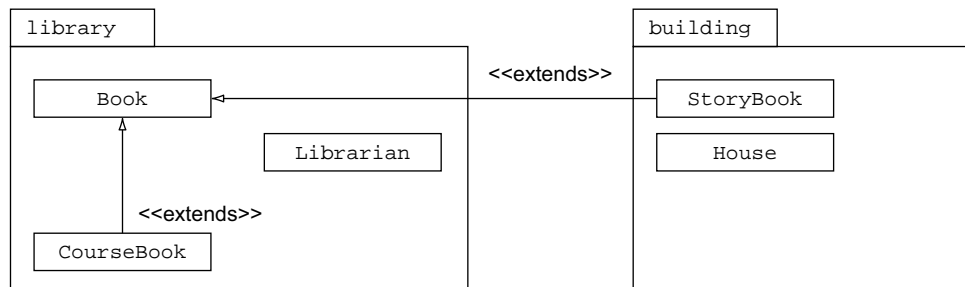 library
building
<<extends>>
Book
StoryBook
Librarian
House
<<extends>>
CourseBook